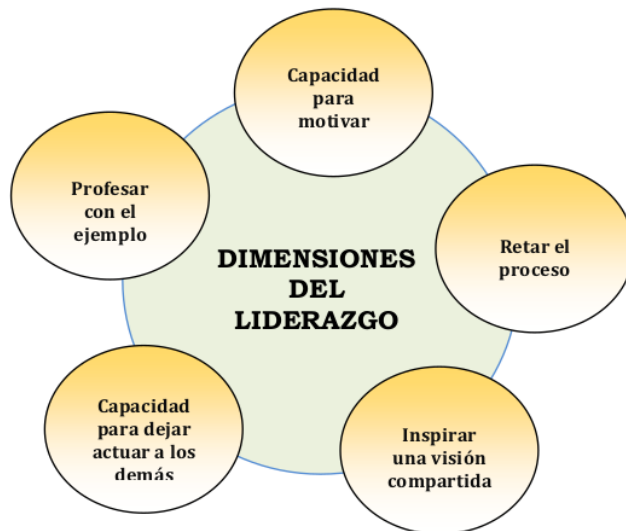 Capacidad
para
motivar
Profesar
con el
ejemplo
Retar el
proceso
DIMENSIONES
DEL
LIDERAZGO
Capacidad
para dejar
actuar a los
demás
Inspirar
una visión
compartida